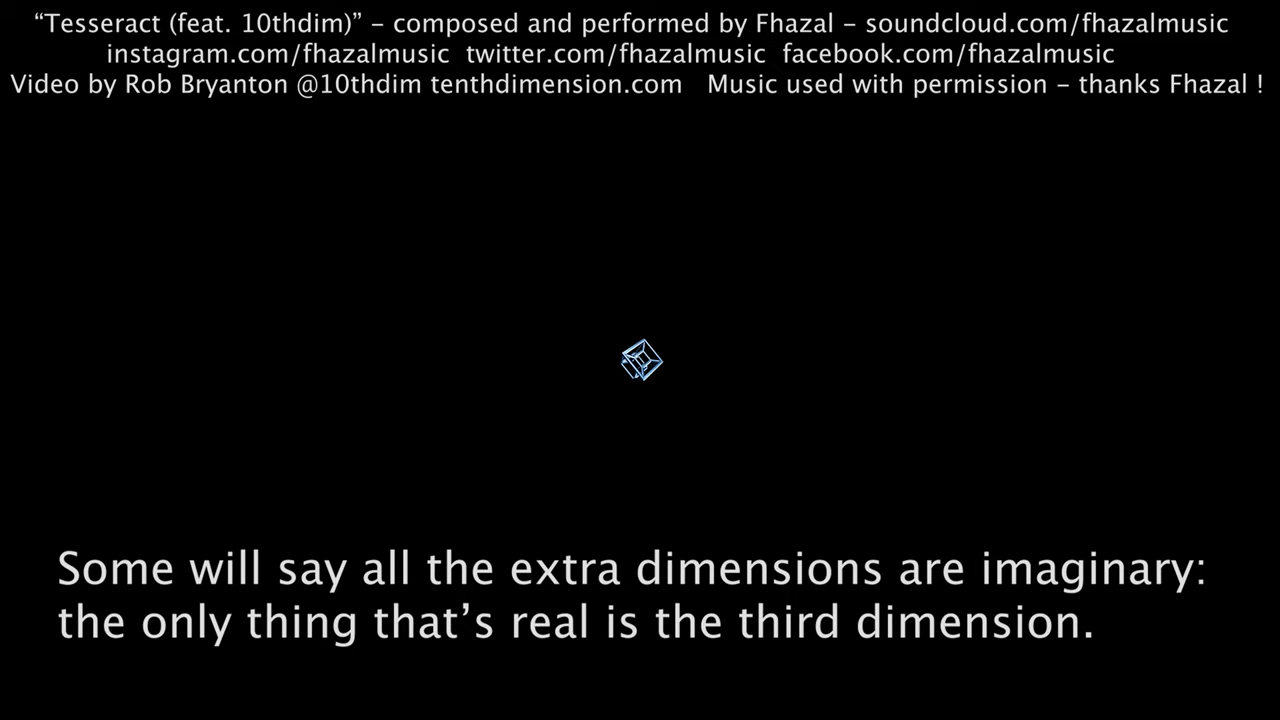 “Tesseract (feat. 10thdim)” – composed and performed by Fhazal – soundcloud.com/fhazalmusic
instagram.com/fhazalmusic twitter.com/fhazalmusic facebook.com/fhazalmusic
Video by Rob Bryanton @10thdim tenthdimension.com Music used with permission – thanks Fhazal !
Some will say all the extra dimensions are imaginary:
the only thing that’s real is the third dimension.